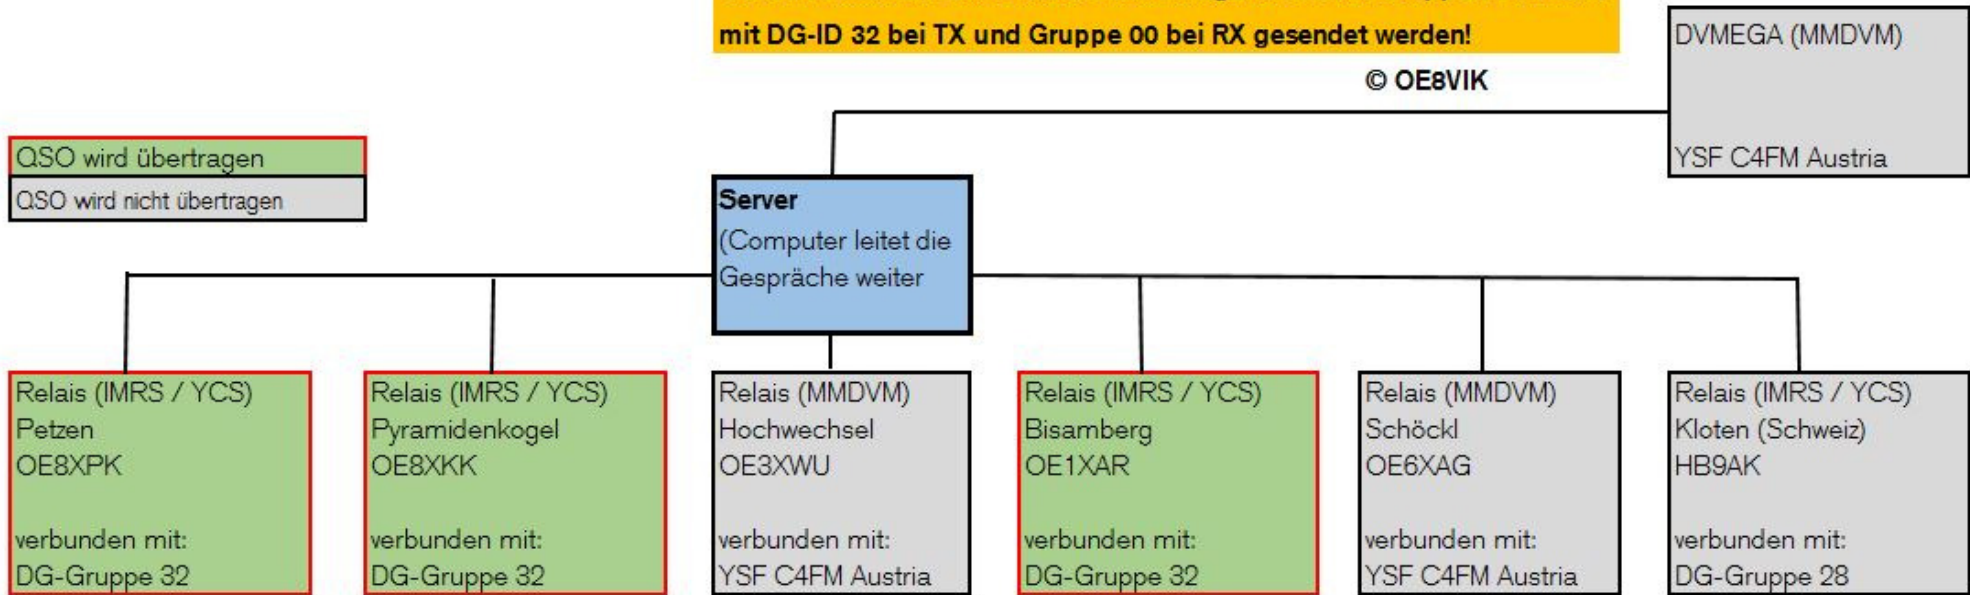 mit DG-ID 32 bei TX und Gruppe 00 bei RX gesendet werden!
© OE8VIK
DVMEGA (MMDVM)
YSF C4FM Austria
QSO wird übertragen
QSO wird nicht übertragen
Server
(Computer leitet die
Gespräche weiter
Relais (IMRS / YCS)
Petzen
OE8XPK
verbunden mit:
DG-Gruppe 32
Relais (IMRS / YCS)
Pyramidenkogel
OE8XKK
verbunden mit:
DG-Gruppe 32
Relais (MMDVM)
Hochwechsel
OE3XWU
verbunden mit:
YSF C4FM Austria
Relais (IMRS / YCS)
Bisamberg
OE1XAR
verbunden mit:
DG-Gruppe 32
Relais (MMDVM)
Schöckl
OE6XAG
verbunden mit:
YSF C4FM Austria
Relais (IMRS / YCS)
Kloten (Schweiz)
HB9AK
verbunden mit:
DG-Gruppe 28